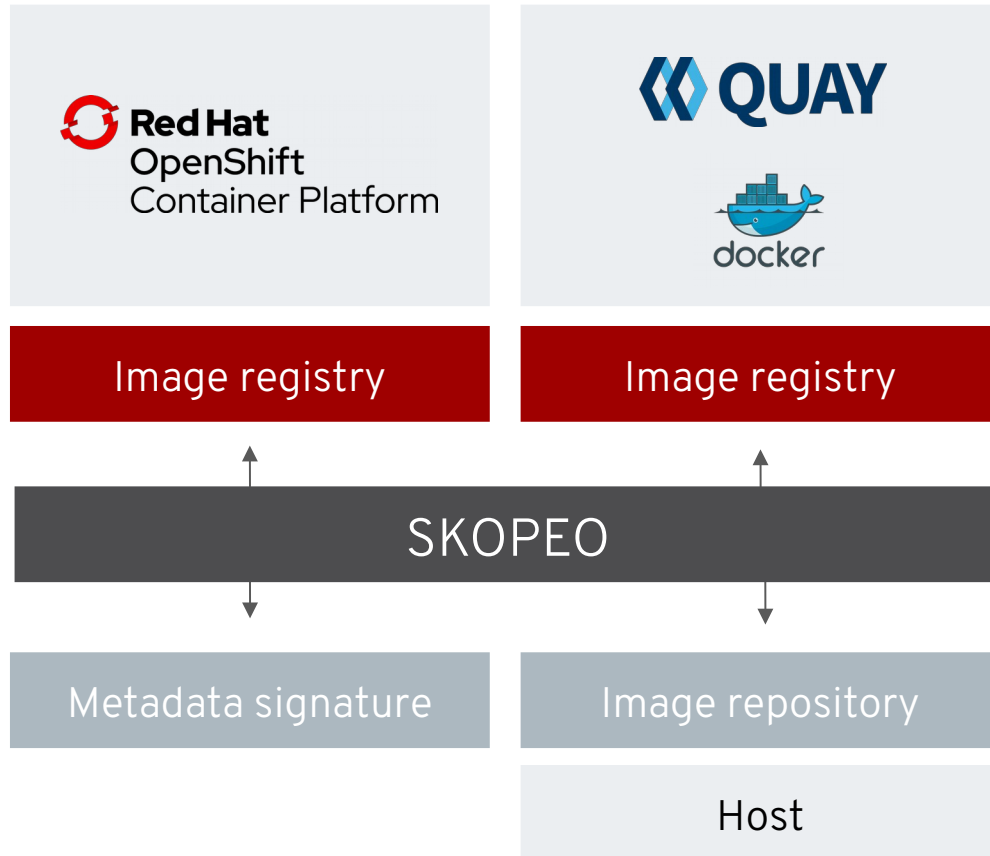 Red Hat
OpenShift
Container Platform
QUAY
docker
Image registry
Image registry
SKOPEO
Metadata signature
Image repository
Host